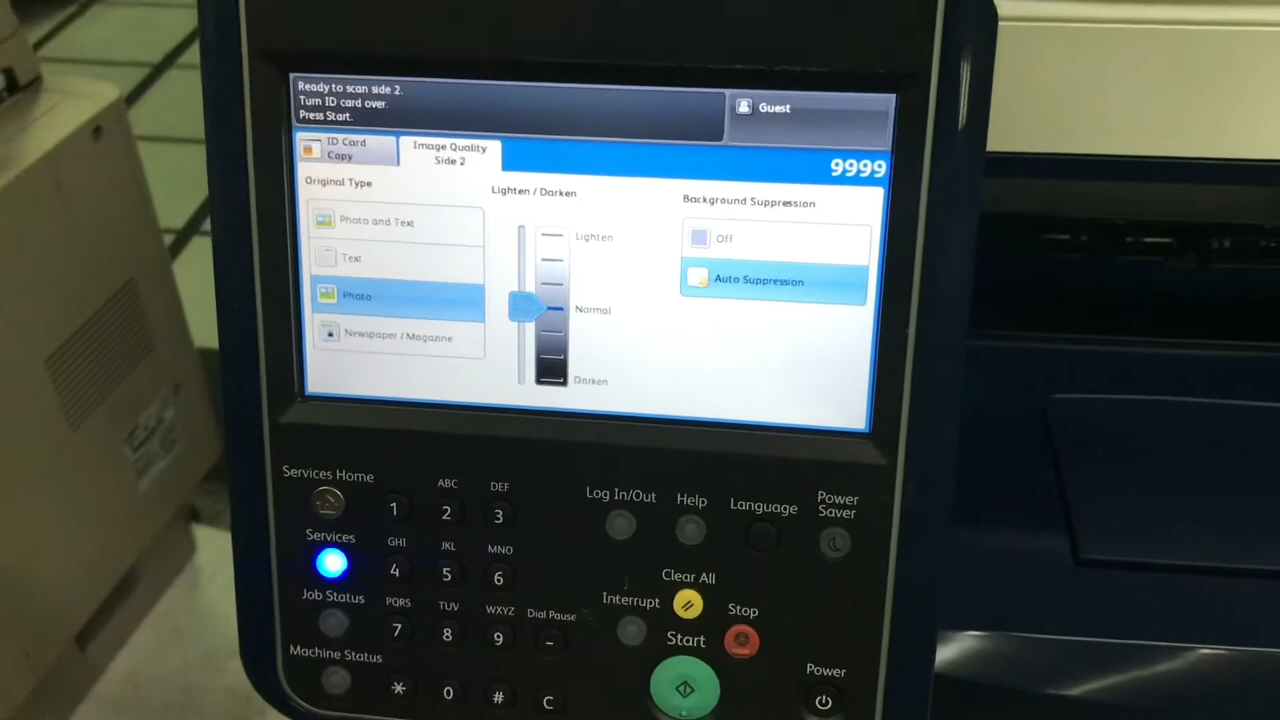 Ready to scan side 2.
Turn ID card over.
Press Start.
Guest
ID Card
Copy
Image Quality
Side 2
9999
Original Type
Lighten / Darken
Background Suppression
Photo and Text
Text
Photo
Newspaper / Magazine
Lighten
Normal
Darken
Off
Auto Suppression
Services Home
Services
Job Status
Machine Status
ABC
DEF
1
2
3
GHI
JKL
MNO
4
5
6
PQRS
TUV
WXYZ
Dial Pause
7
8
9
-
*
0
#
C
Log In/Out
Help
Language
Power
Saver
Clear All
Interrupt
Stop
Start
Power